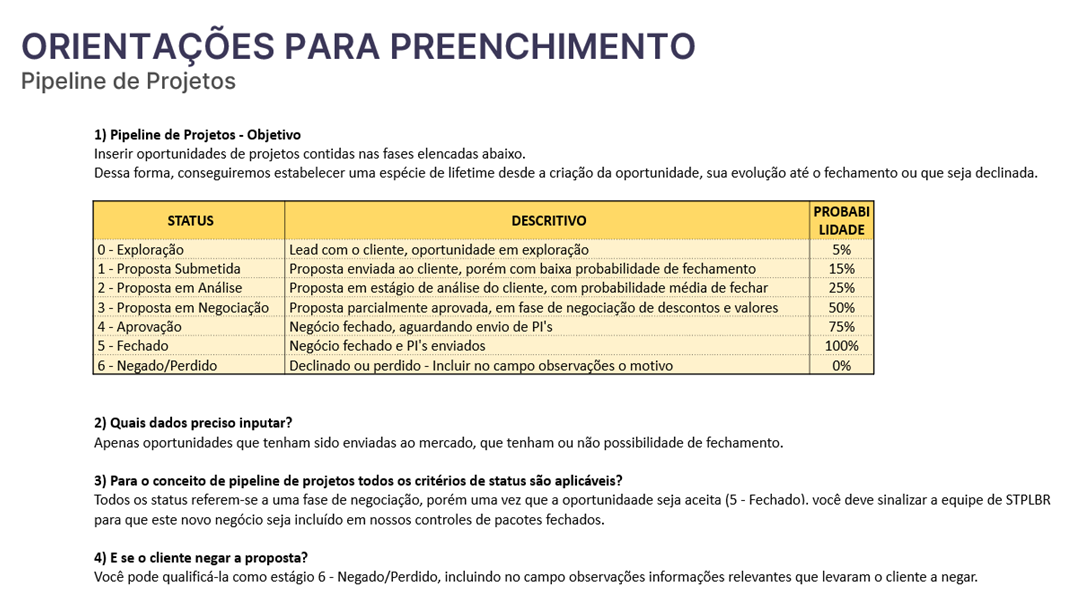 ORIENTAÇÕES PARA PREENCHIMENTO
Pipeline de Projetos
1) Pipeline de Projetos - Objetivo
Inserir oportunidades de projetos contidas nas fases elencadas abaixo.
Dessa forma, conseguiremos estabelecer uma espécie de lifetime desde a criação da oportunidade, sua evolução até o fechamento ou que seja declinada.
STATUS DESCRITIVO PROBABI
LIDADE
0 - Exploração Lead com o cliente, oportunidade em exploração 5%
1 - Proposta Submetida Proposta enviada ao cliente, porém com baixa probabilidade de fechamento 15%
2 - Proposta em Análise Proposta em estágio de análise do cliente, com probabilidade média de fechar 25%
3 - Proposta em Negociação Proposta parcialmente aprovada, em fase de negociação de descontos e valores 50%
4 - Aprovação Negócio fechado, aguardando envio de PI's 75%
5 - Fechado Negócio fechado e PI's enviados 100%
6 - Negado/Perdido Declinado ou perdido - Incluir no campo observações o motivo 0%
2) Quais dados preciso inputar?
Apenas oportunidades que tenham sido enviadas ao mercado, que tenham ou não possibilidade de fechamento.
3) Para o conceito de pipeline de projetos todos os critérios de status são aplicáveis?
Todos os status referem-se a uma fase de negociação, porém uma vez que a oportunidaade seja aceita (5 - Fechado). você deve sinalizar a equipe de STPLBR
para que este novo negócio seja incluído em nossos controles de pacotes fechados.
4) E se o cliente negar a proposta?
Você pode qualificá-la como estágio 6 - Negado/Perdido, incluindo no campo observações informações relevantes que levaram o cliente a negar.